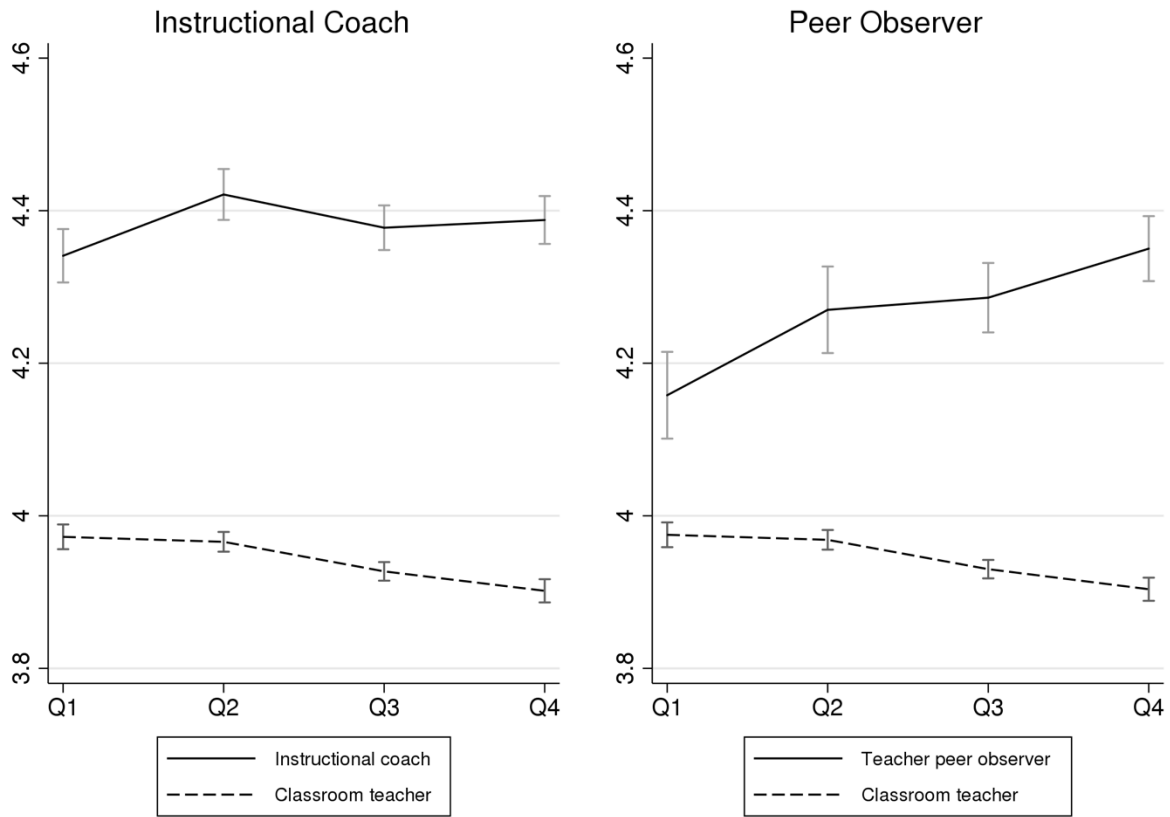 Instructional Coach
4.6
4.4
4.2
4
3.8
Q1 Q2 Q3 Q4
Instructional coach
Classroom teacher
Peer Observer
4.6
4.4
4.2
4
3.8
Q1 Q2 Q3 Q4
Teacher peer observer
Classroom teacher